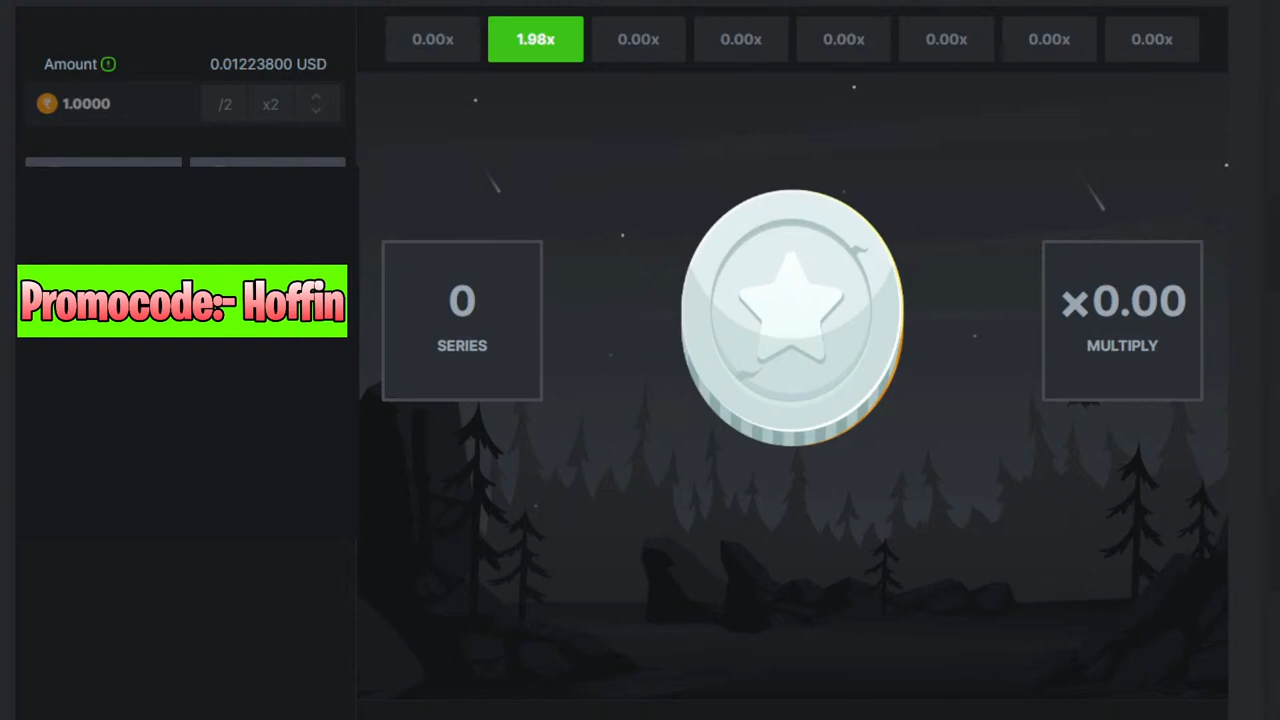 0.00x 1.98x 0.00x 0.00x 0.00x 0.00x 0.00x 0.00x
Amount 0.01223800 USD
₹ 1.0000 /2 x2
Promocode:- Hoffin
0
SERIES
×0.00
MULTIPLY